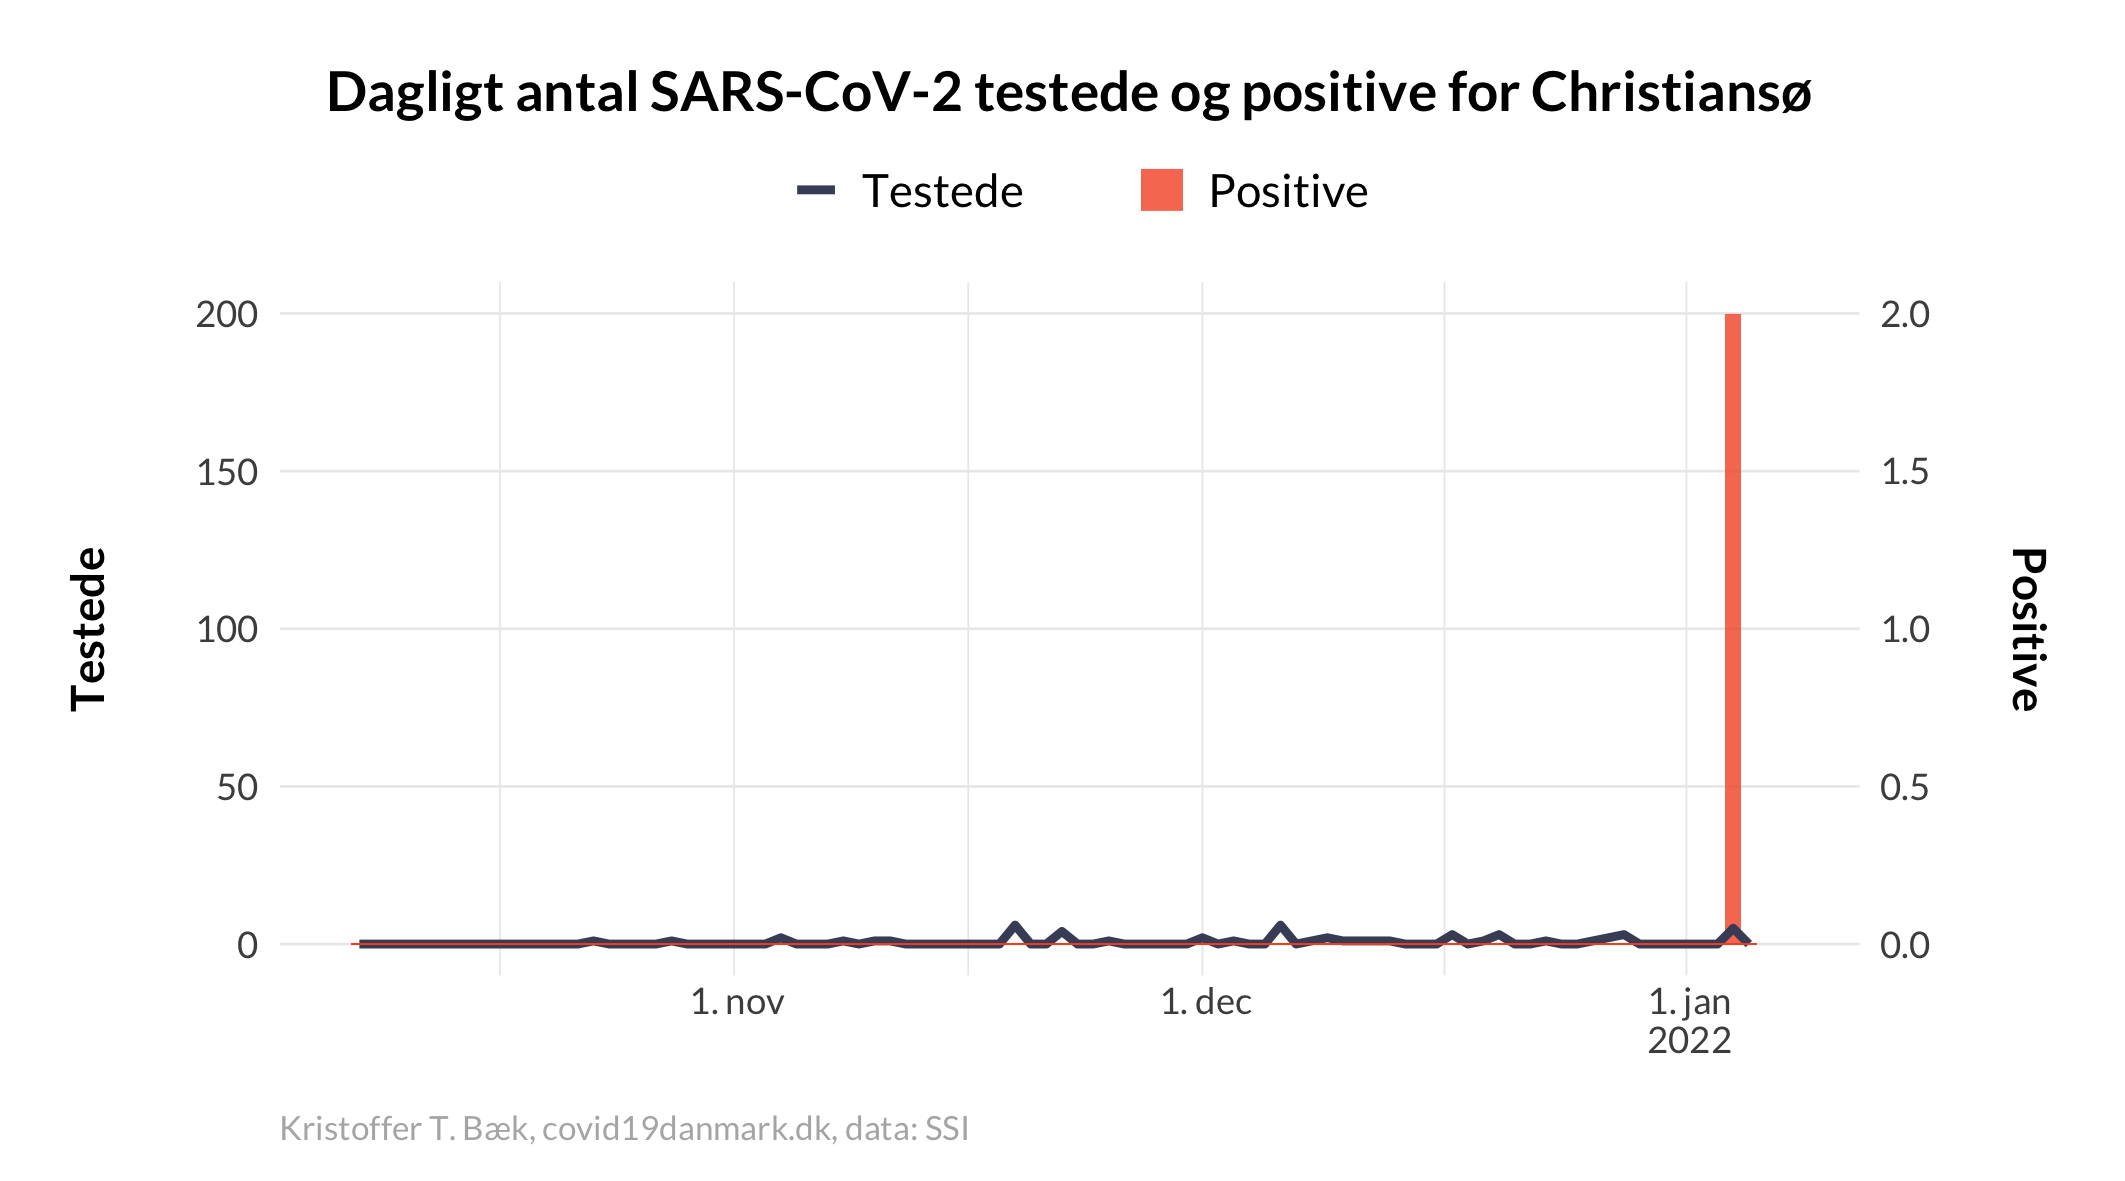 Dagligt antal SARS-CoV-2 testede og positive for Christiansø
Testede
Positive
200
150
100
50
0
Testede
2.0
1.5
1.0
0.5
0.0
Positive
1. nov
1. dec
1. jan
2022
Kristoffer T. Bæk, covid19danmark.dk, data: SSI